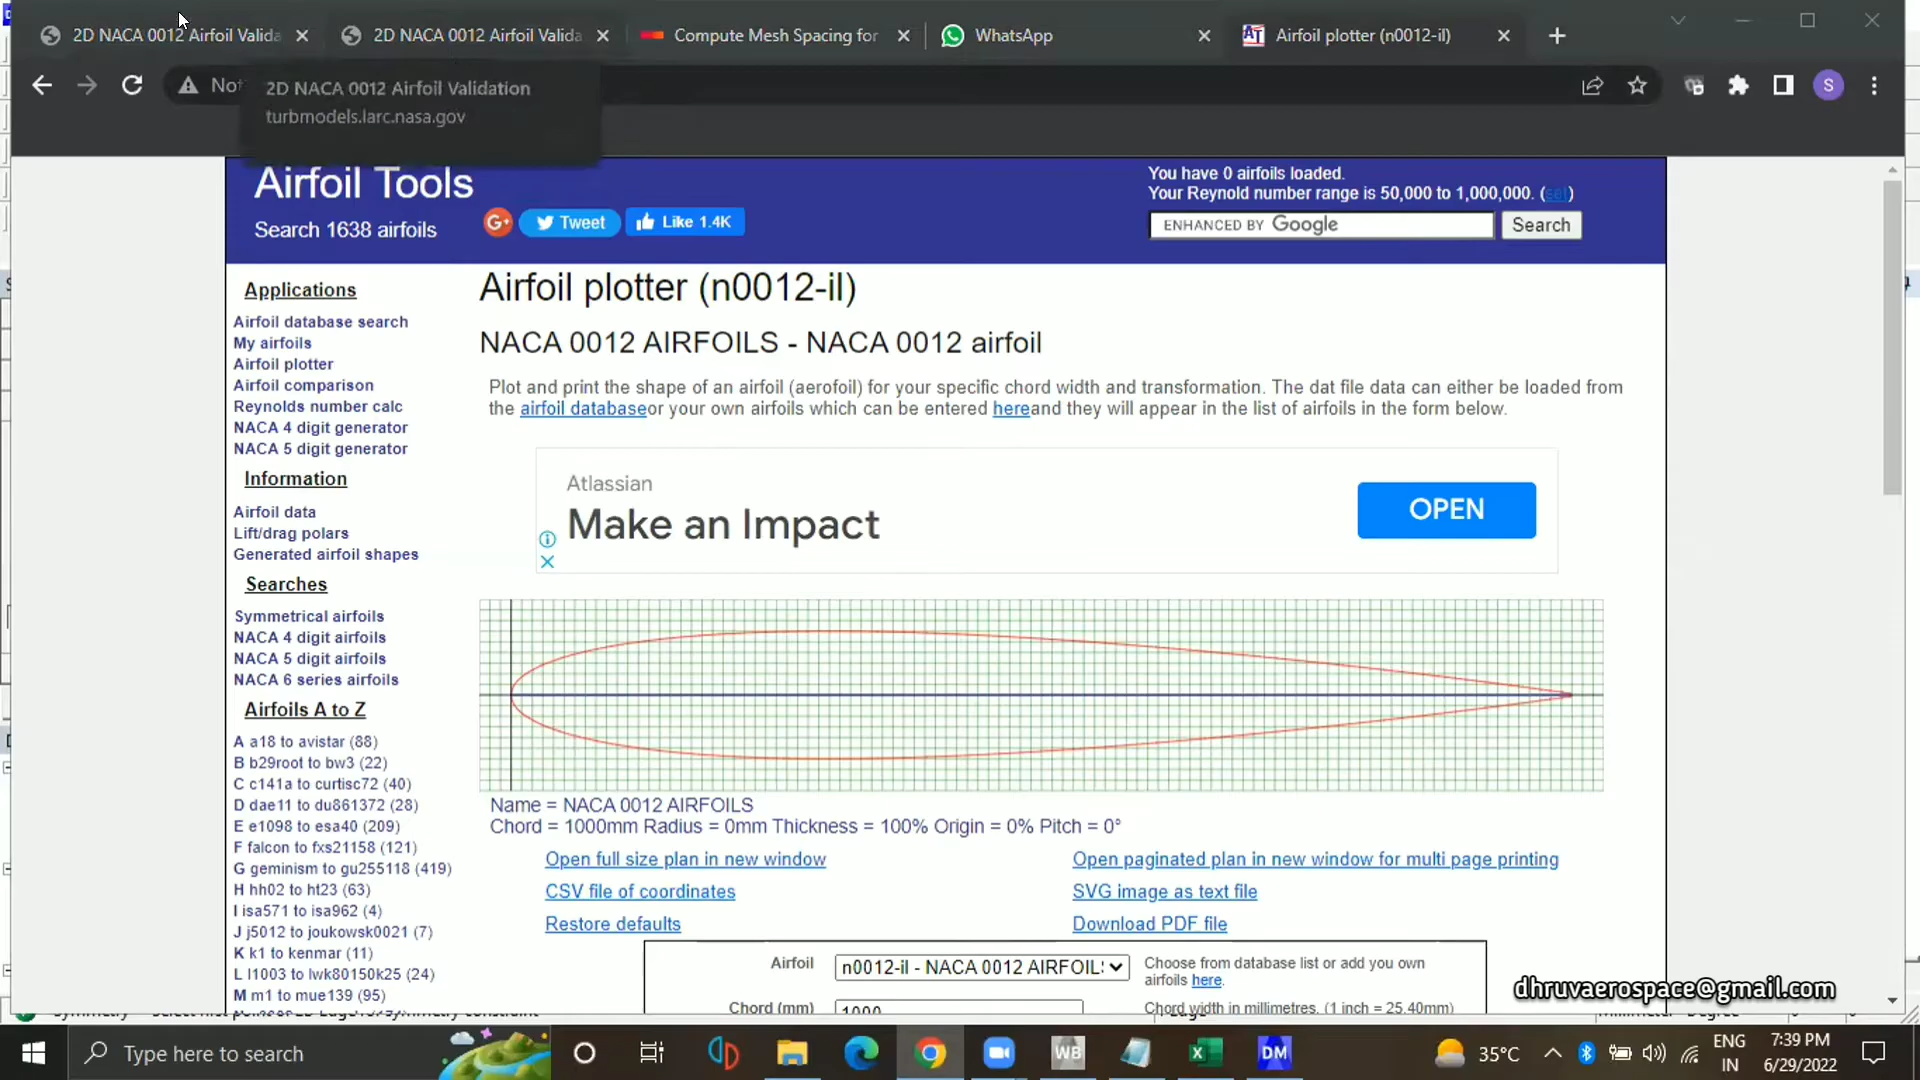 2D NACA 0012 Airfoil Valida
2D NACA 0012 Airfoil Valida
Compute Mesh Spacing for
WhatsApp
Airfoil plotter (n0012-il)
Not
2D NACA 0012 Airfoil Validation
turbmodels.larc.nasa.gov
S
Airfoil Tools
Search 1638 airfoils
G+
Tweet
Like 1.4K
You have 0 airfoils loaded.
Your Reynold number range is 50,000 to 1,000,000. (set)
ENHANCED BY Google
Search
Applications
Airfoil database search
My airfoils
Airfoil plotter
Airfoil comparison
Reynolds number calc
NACA 4 digit generator
NACA 5 digit generator
Information
Airfoil data
Lift/drag polars
Generated airfoil shapes
Searches
Symmetrical airfoils
NACA 4 digit airfoils
NACA 5 digit airfoils
NACA 6 series airfoils
Airfoils A to Z
A a18 to avistar (88)
B b29root to bw3 (22)
C c141a to curtisc72 (40)
D dae11 to du861372 (28)
E e1098 to esa40 (209)
F falcon to fxs21158 (121)
G geminism to gu255118 (419)
H hh02 to ht23 (63)
I isa571 to isa962 (4)
J j5012 to joukowsk0021 (7)
K k1 to kenmar (11)
L l1003 to lwk80150k25 (24)
M m1 to mue139 (95)
Airfoil plotter (n0012-il)
NACA 0012 AIRFOILS - NACA 0012 airfoil
Plot and print the shape of an airfoil (aerofoil) for your specific chord width and transformation. The dat file data can either be loaded from
the airfoil databaseor your own airfoils which can be entered hereand they will appear in the list of airfoils in the form below.
Atlassian
Make an Impact
OPEN
Name = NACA 0012 AIRFOILS
Chord = 1000mm Radius = 0mm Thickness = 100% Origin = 0% Pitch = 0°
Open full size plan in new window
Open paginated plan in new window for multi page printing
CSV file of coordinates
SVG image as text file
Restore defaults
Download PDF file
Airfoil
n0012-il - NACA 0012 AIRFOIL
Choose from database list or add you own
airfoils here.
Chord (mm)
1000
Chord width in millimetres. (1 inch = 25.40mm)
dhruvaerospace@gmail.com
Type here to search
WB
DM
35°C
ENG
IN
7:39 PM
6/29/2022